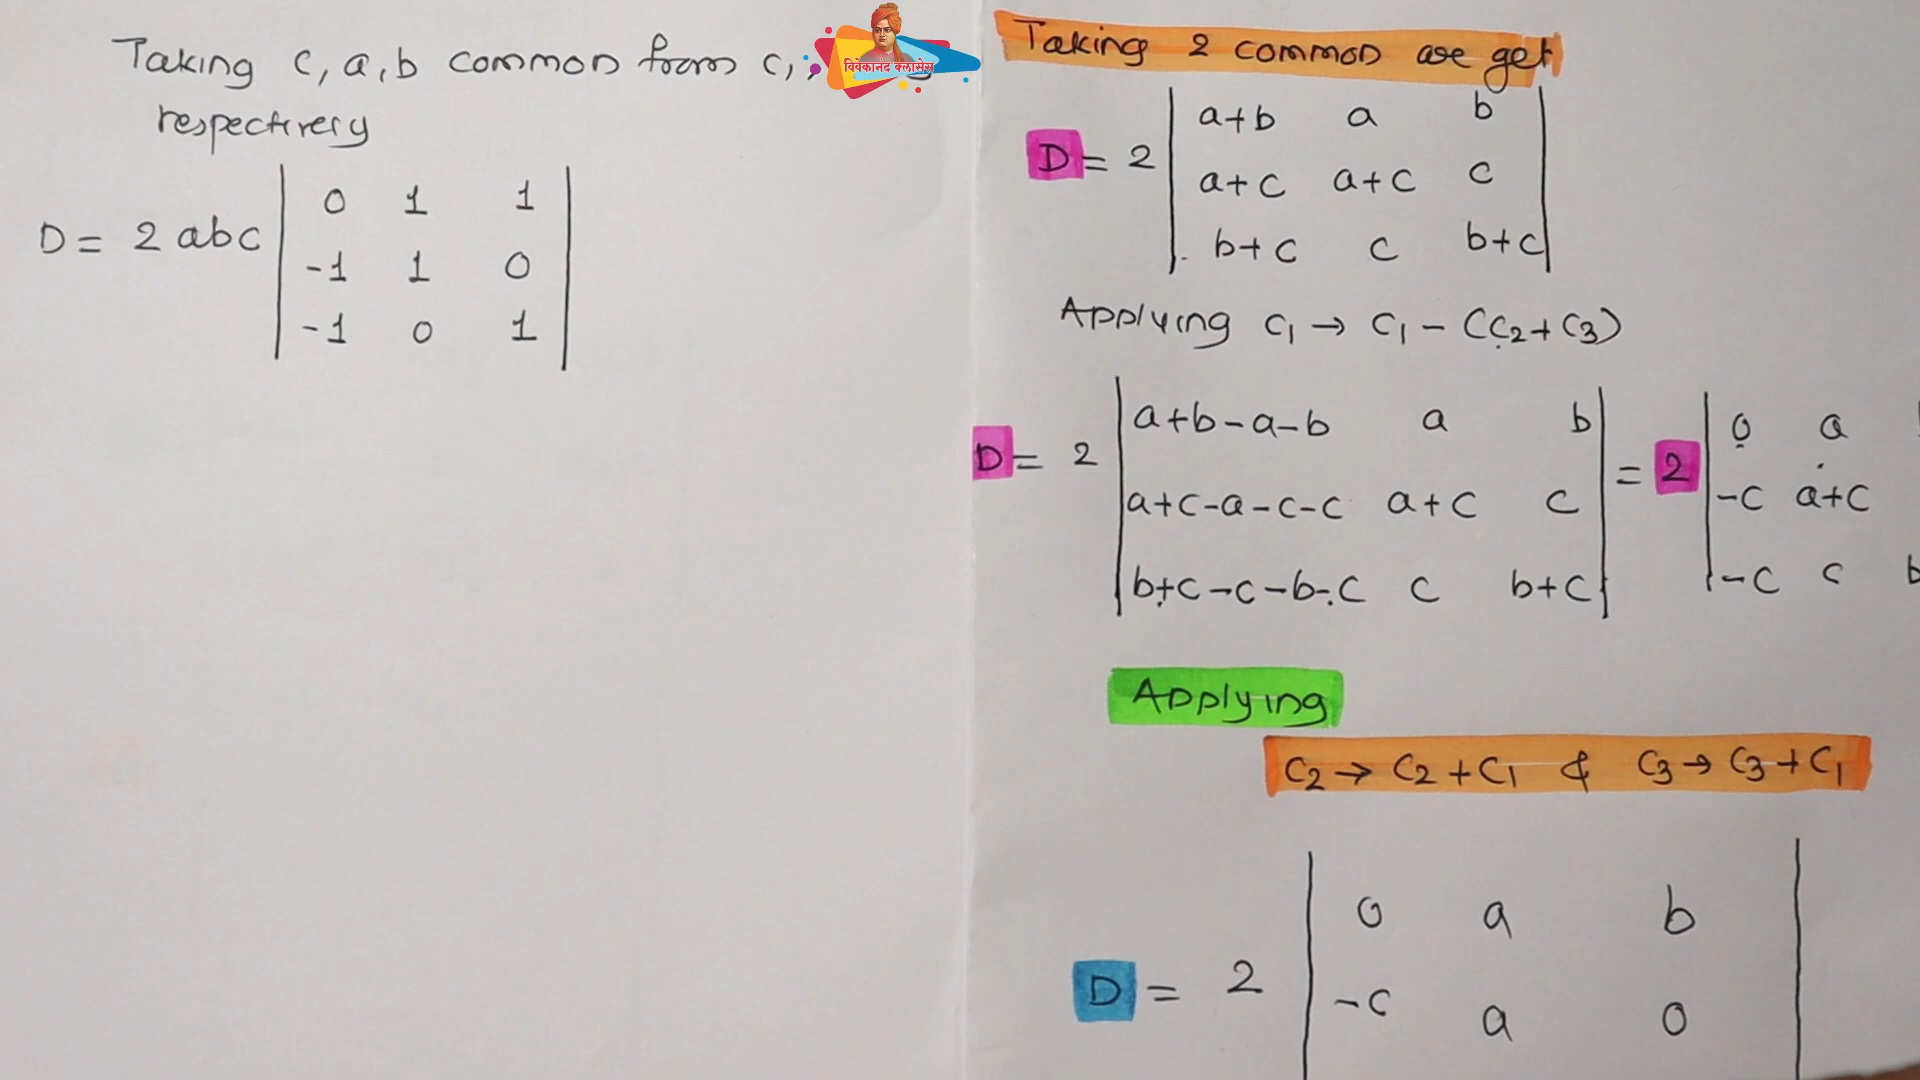 Taking c, a, b common from c1,
respectively
D = 2 abc | 0 1 1 |
| -1 1 0 |
| -1 0 1 |
विवेकानंद क्लासेस
Taking 2 common we get
D = 2 | a+b a b |
| a+c a+c c |
| b+c c b+c |
Applying C1 → C1 - (C2 + C3)
D = 2 | a+b-a-b a b | = 2 | 0 a
| a+c-a-c-c a+c c | | -c a+c
| b+c-c-b-c c b+c | | -c c b
Applying
C2 → C2 + C1 & C3 → C3 + C1
D = 2 | 0 a b |
| -c a 0 |